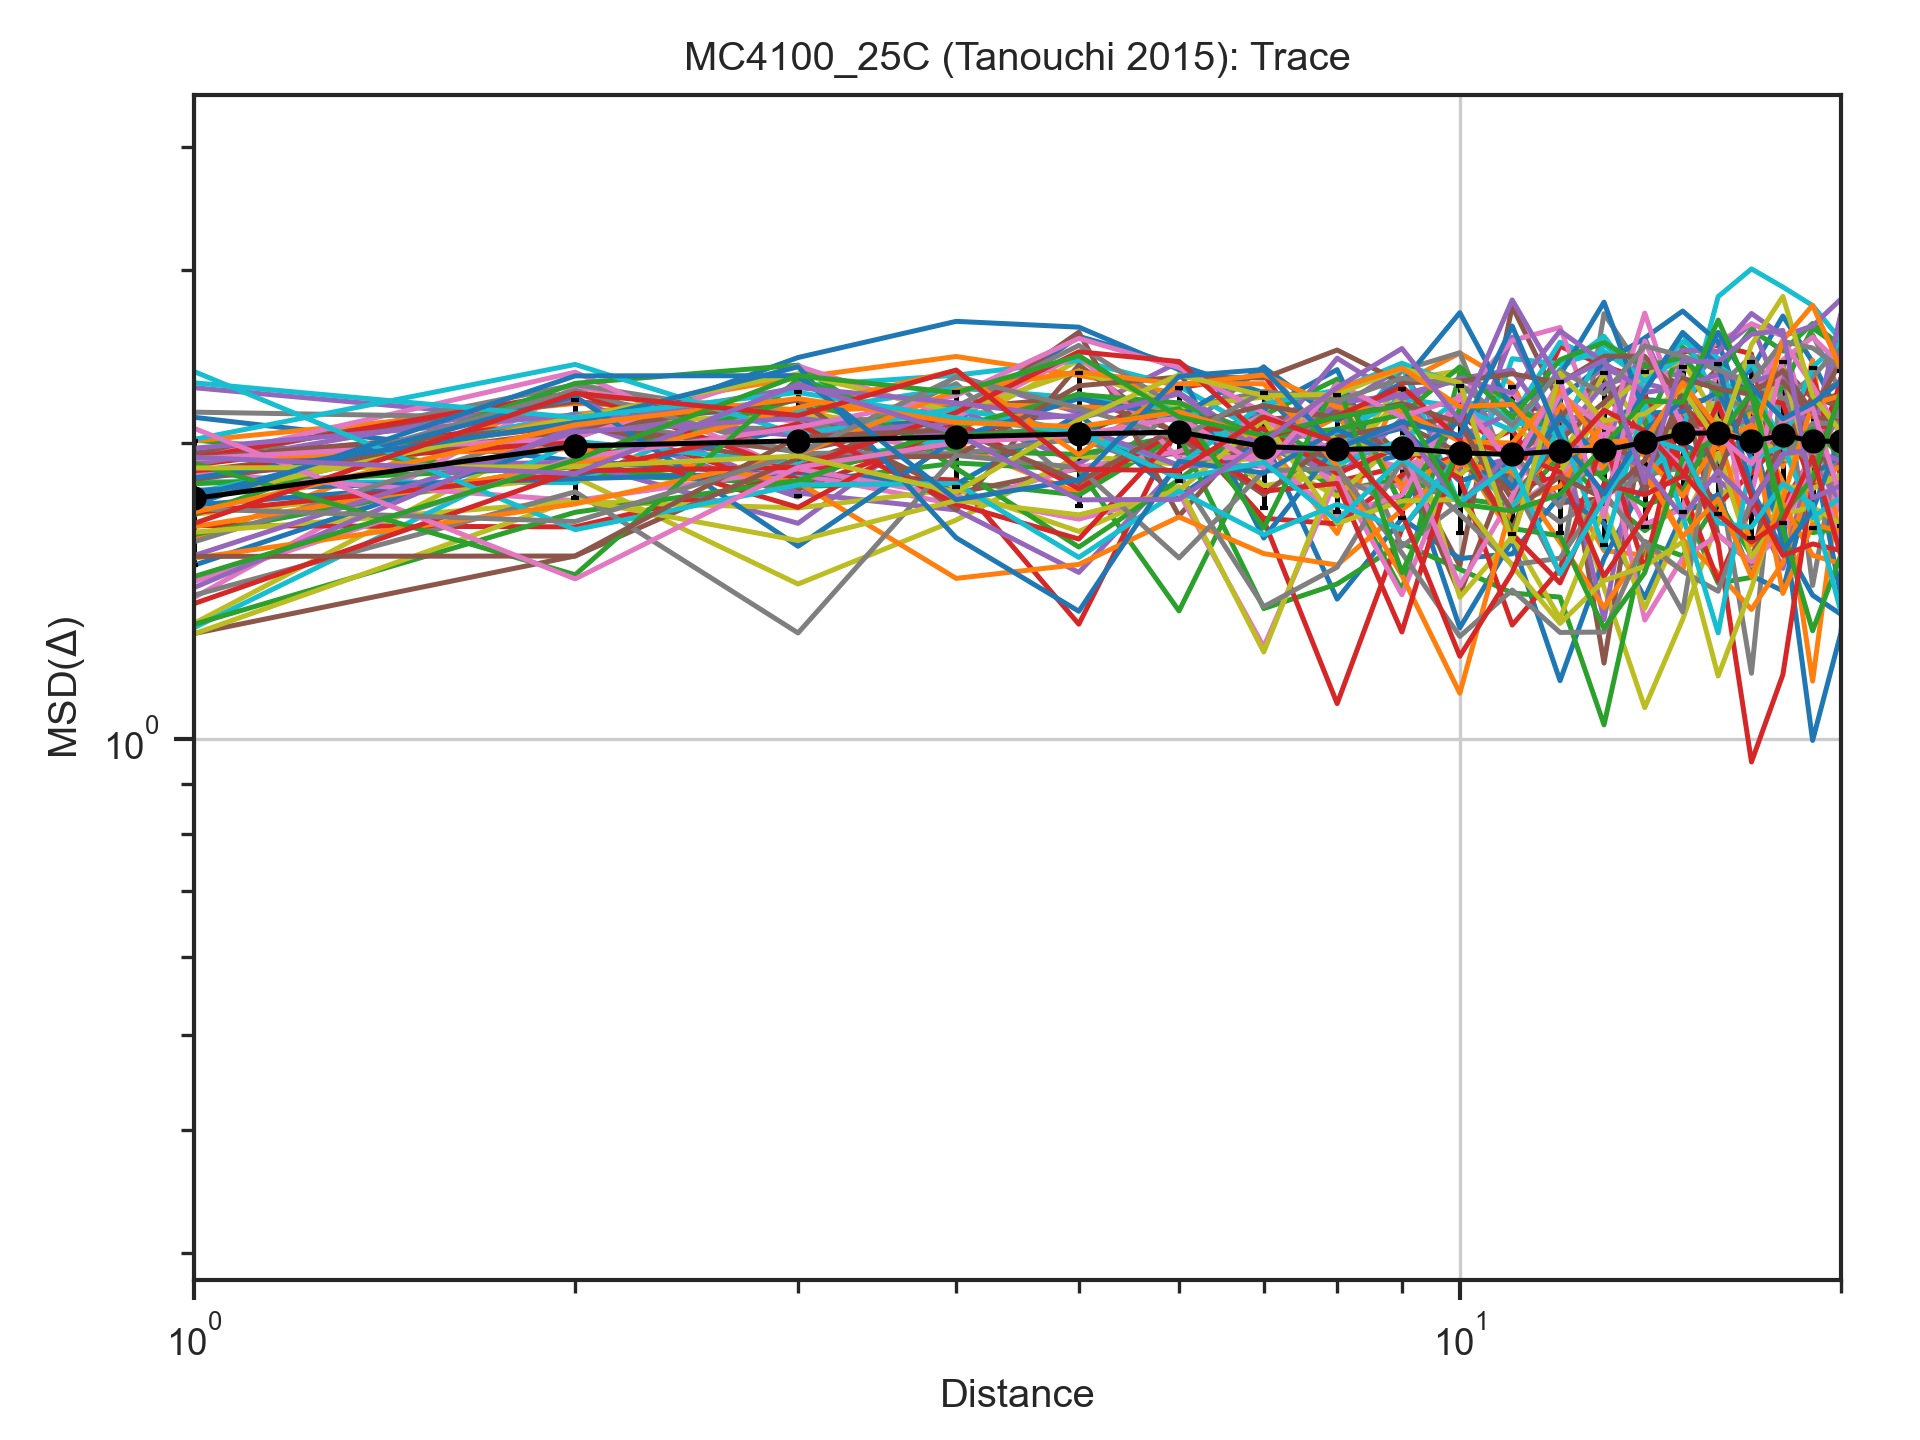 MC4100_25C (Tanouchi 2015): Trace
MSD(Δ)
10⁰
10⁰
10¹
Distance